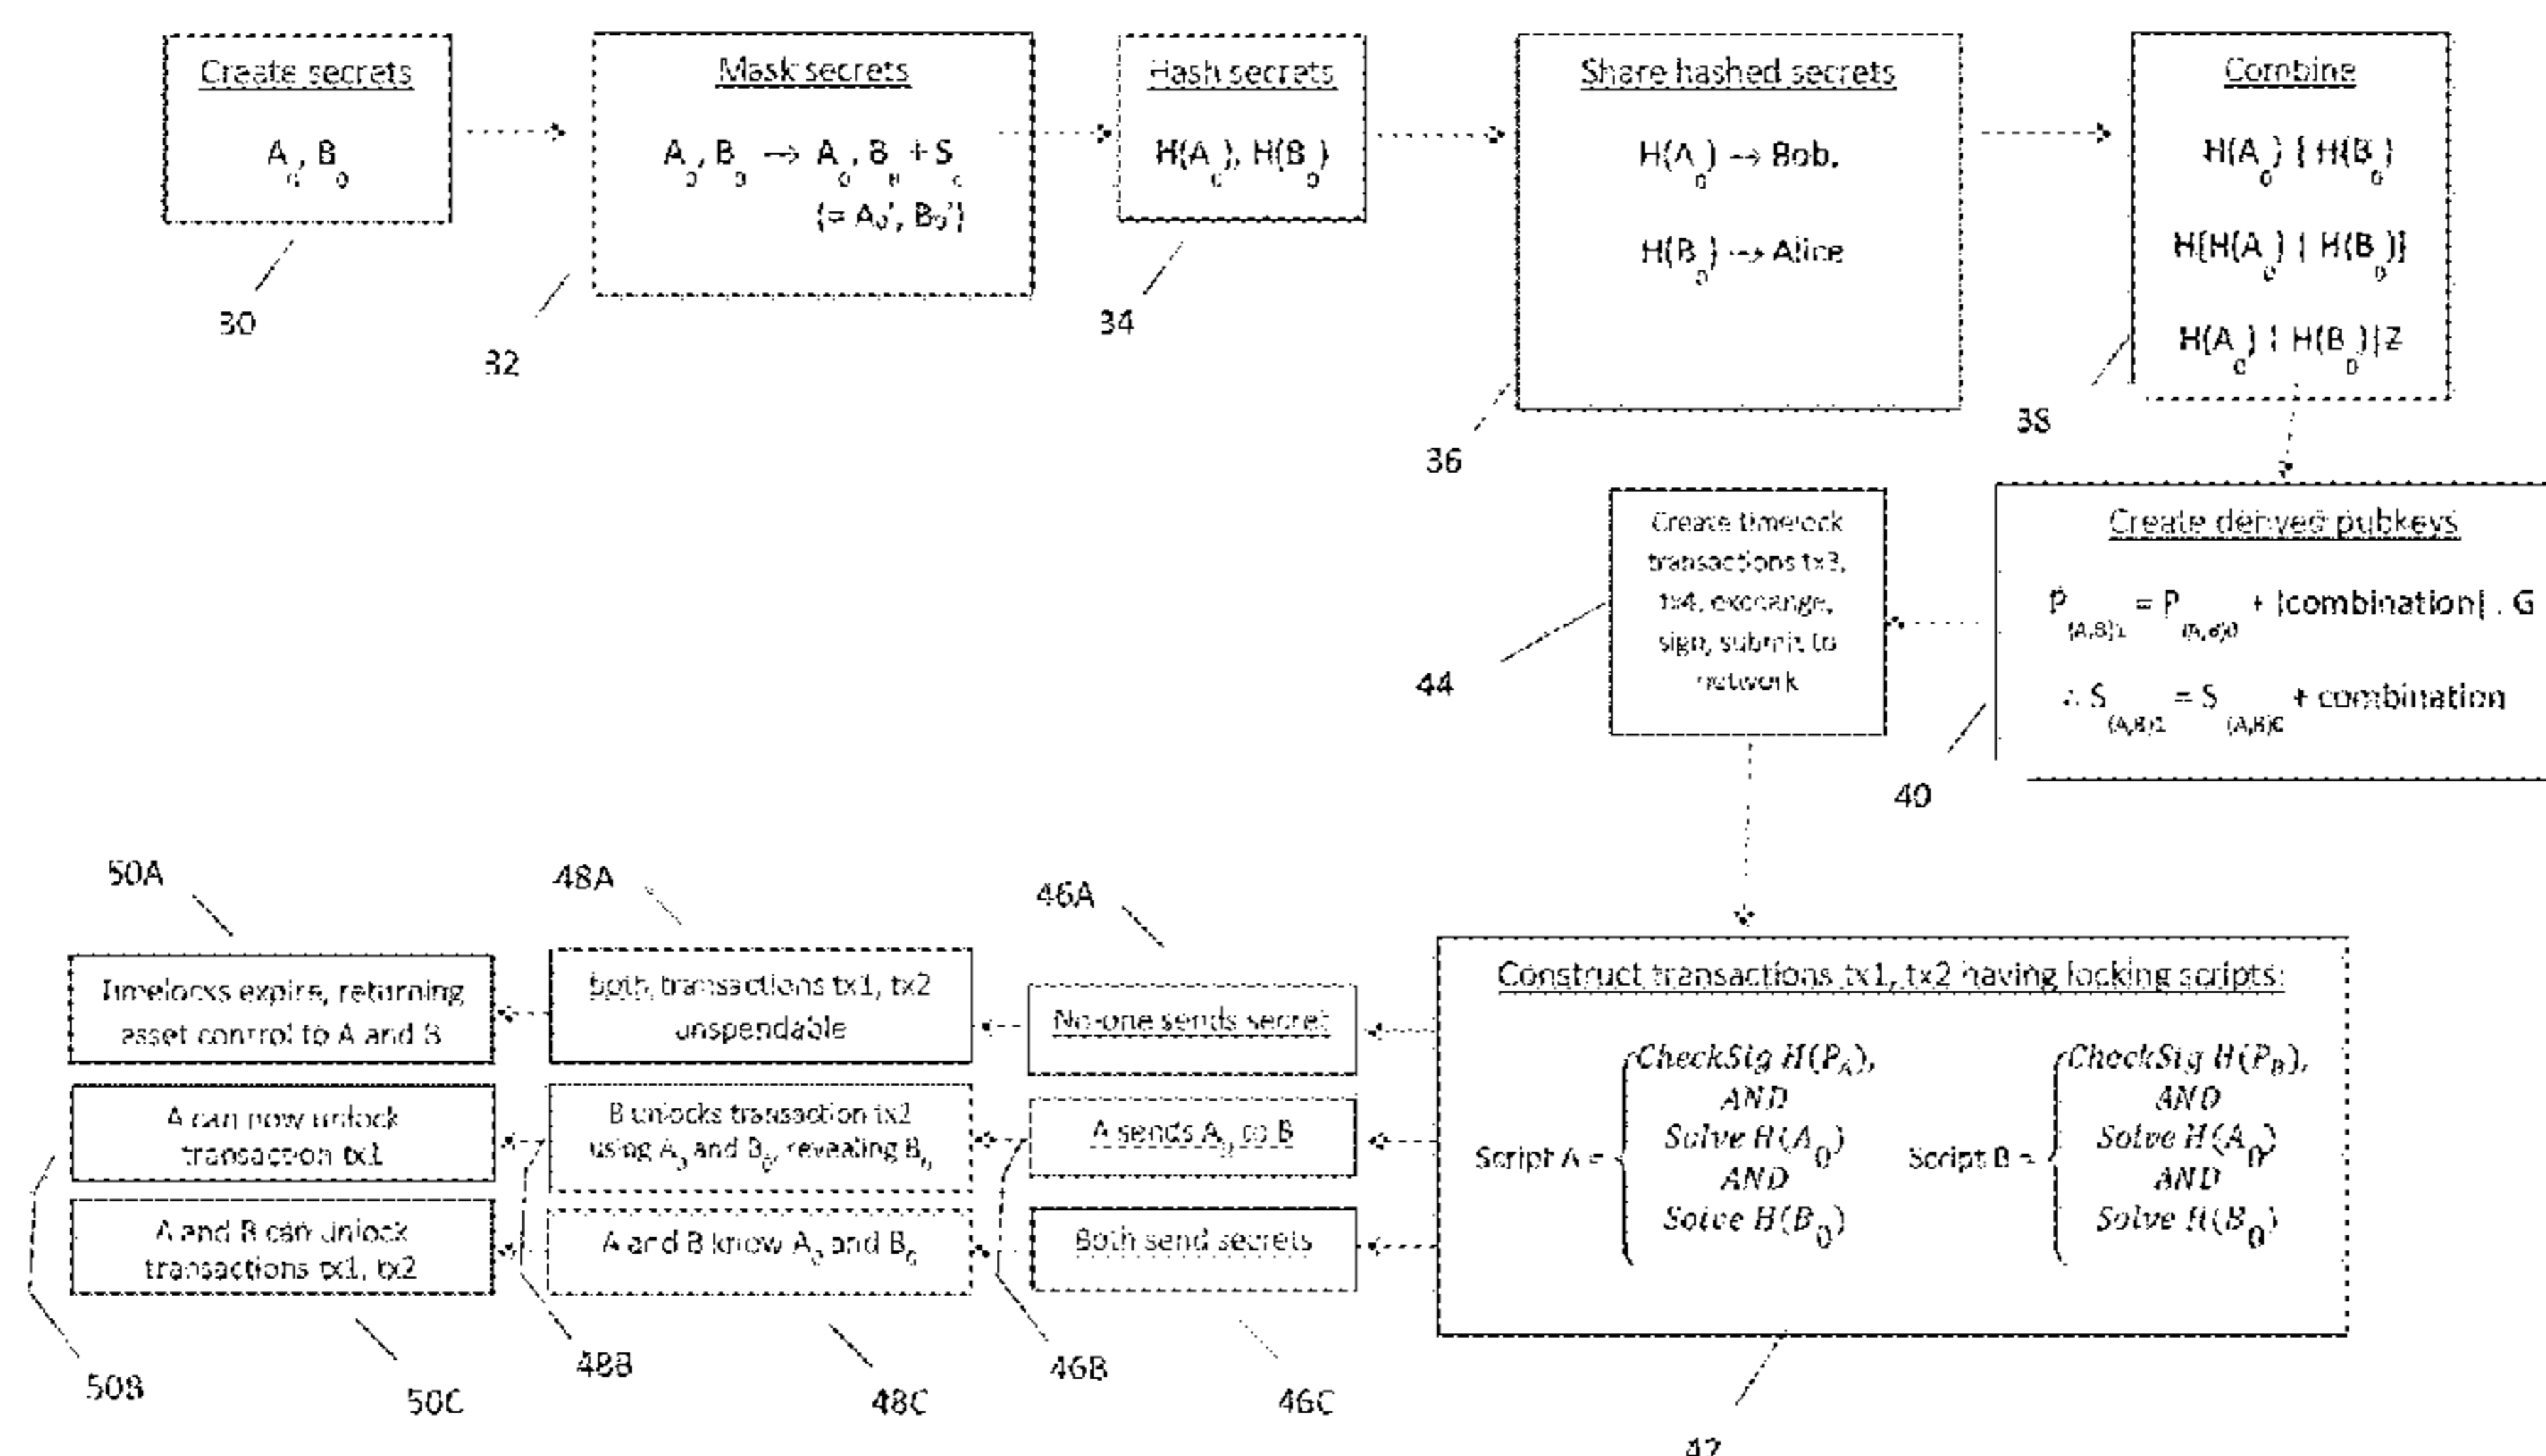 Create secrets
A₀, B₀
30
Mask secrets
A₀, B₀ → A₀, B₀ + S
(= A₀', B₀')
32
Hash secrets
H(A₀), H(B₀)
34
Share hashed secrets
H(A₀) → Bob,
H(B₀) → Alice
36
Combine
H(A₀) | H(B₀)
H[H(A₀) | H(B₀)]
H(A₀) | H(B₀)|Z
38
Create derived pubkeys
P₍A,B₎₁ = P₍A,B₎₀ + [combination] . G
∴ S₍A,B₎₁ = S₍A,B₎₀ + combination
40
Create timelock
transactions tx3,
tx4, exchange,
sign, submit to
network
44
Construct transactions tx1, tx2 having locking scripts:
Script A =
CheckSig H(P_A),
AND
Solve H(A₀)
AND
Solve H(B₀)
Script B =
CheckSig H(P_B),
AND
Solve H(A₀)
AND
Solve H(B₀)
42
46A
No-one sends secret
A sends A₀ to B
46B
Both send secrets
46C
48A
both, transactions tx1, tx2
unspendable
B unlocks transaction tx2
using A₀ and B₀, revealing B₀
48B
A and B know A₀ and B₀
48C
50A
Timelocks expire, returning
asset control to A and B
A can now unlock
transaction tx1
50B
A and B can unlock
transactions tx1, tx2
50C